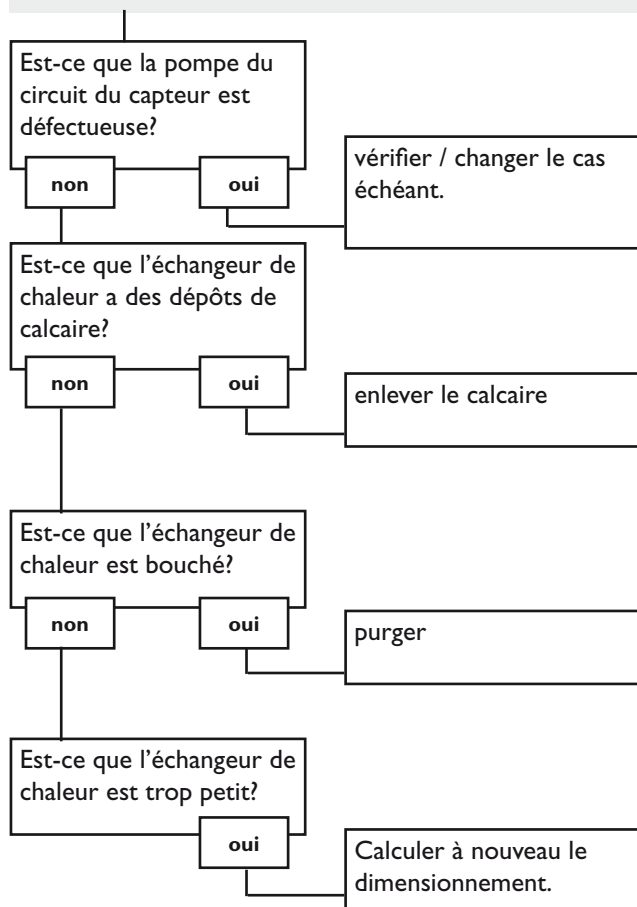 Est-ce que la pompe du
circuit du capteur est
défectueuse?
non
oui
vérifier / changer le cas
échéant.
Est-ce que l'échangeur de
chaleur a des dépôts de
calcaire?
non
oui
enlever le calcaire
Est-ce que l'échangeur de
chaleur est bouché?
non
oui
purger
Est-ce que l'échangeur de
chaleur est trop petit?
oui
Calculer à nouveau le
dimensionnement.